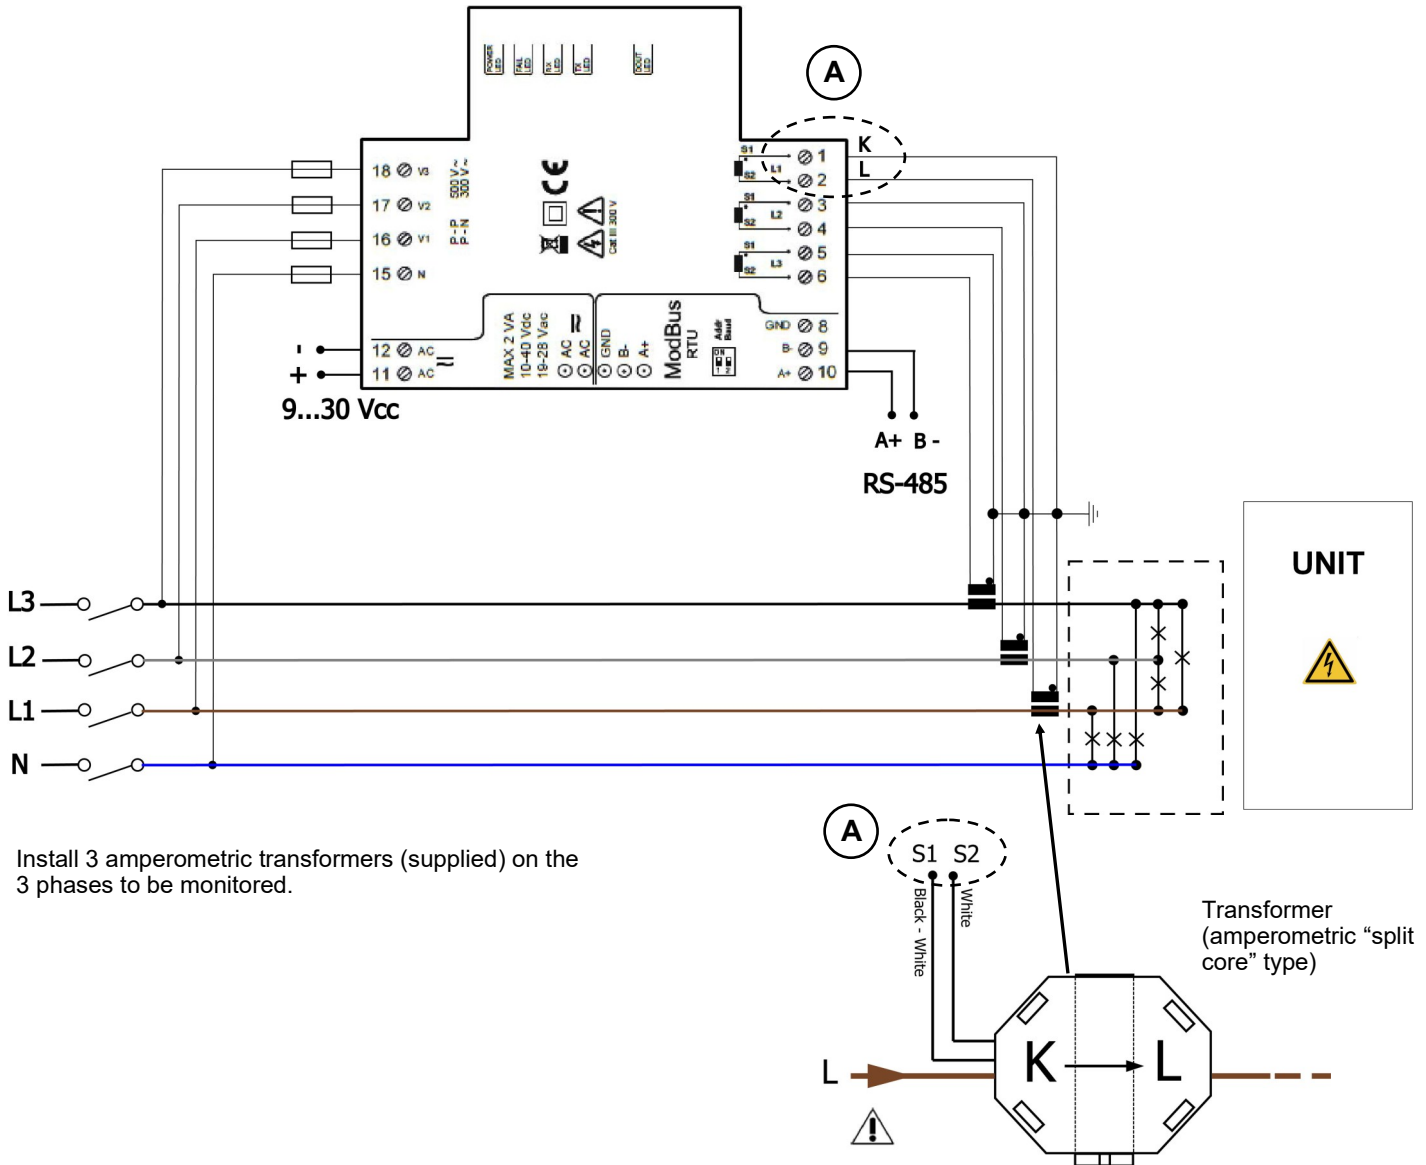 POWER
LED
FAIL
LED
RX
LED
TX
LED
DOUT
LED
A
18 V3
17 V2
16 V1
15 N
500 V~
300 V~
P-P
P-N
CE
Cat III 300 V
S1
L1
S2
1
2
K
L
S1
L2
S2
3
4
S1
L3
S2
5
6
12 AC
11 AC
-
+
9...30 Vcc
MAX 2 VA
10-40 Vdc
19-28 Vac
AC
AC
GND
B-
A+
ModBus
RTU
Addr
Baud
ON
1 2
GND 8
B- 9
A+ 10
A+ B -
RS-485
UNIT
L3
L2
L1
N
Install 3 amperometric transformers (supplied) on the
3 phases to be monitored.
A
S1 S2
Black - White
White
Transformer
(amperometric “split
core” type)
L
K
L